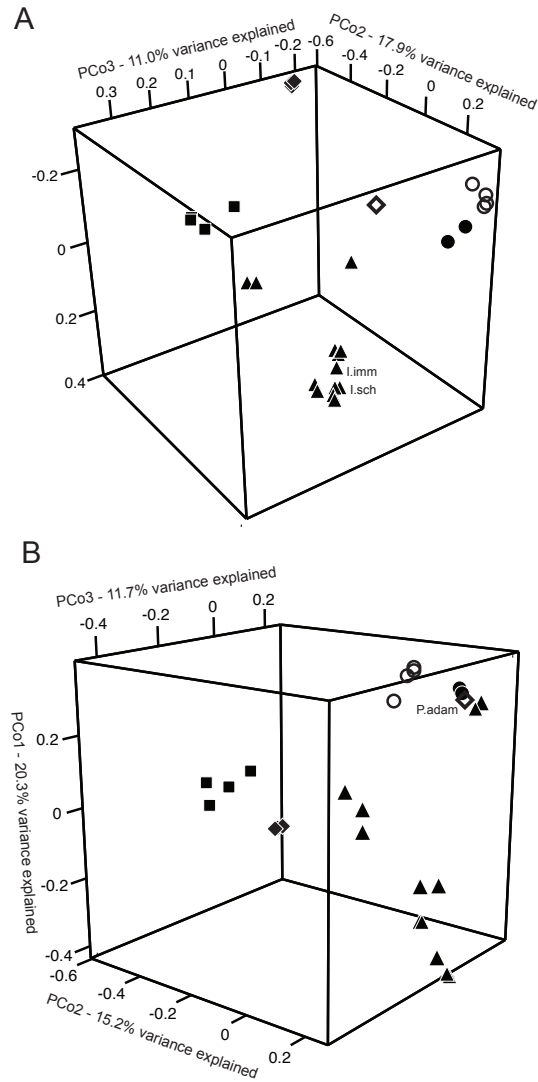 A
PCo3 - 11.0% variance explained
PCo2 - 17.9% variance explained
0.3 0.2 0.1 0 -0.1 -0.2 -0.6 -0.4 -0.2 0 0.2
-0.2
0
0.2
0.4
I.imm
I.sch
B
PCo3 - 11.7% variance explained
-0.4 -0.2 0 0.2
P.adam
PCo1 - 20.3% variance explained
0.2
0
-0.2
-0.4
-0.6 -0.4 -0.2 0 0.2
PCo2 - 15.2% variance explained